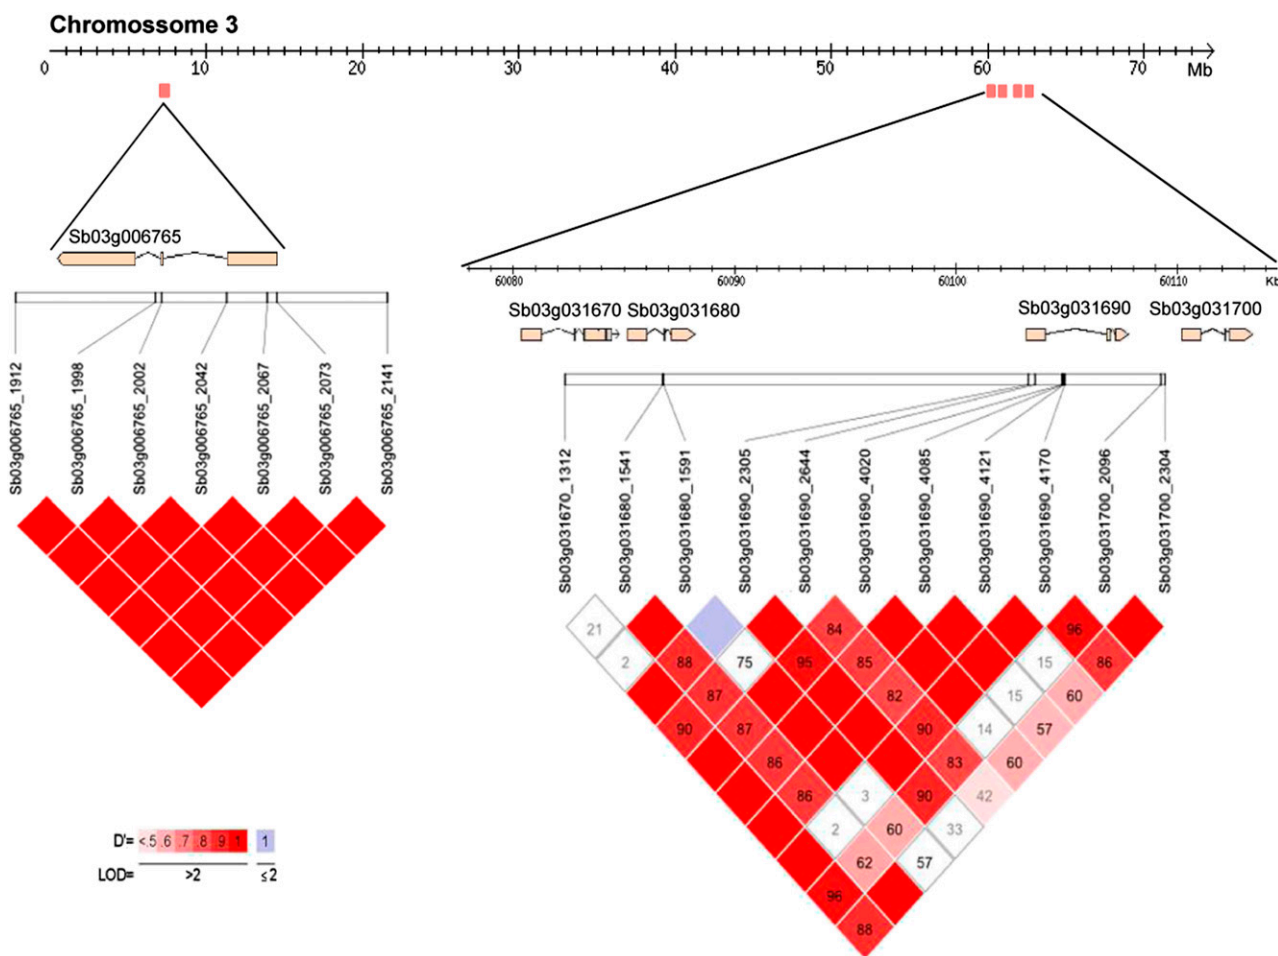 Chromossome 3
0 10 20 30 40 50 60 70 Mb
Sb03g006765
60080 60090 60100 60110 Kb
Sb03g031670 Sb03g031680 Sb03g031690 Sb03g031700
Sb03g006765_1912
Sb03g006765_1998
Sb03g006765_2002
Sb03g006765_2042
Sb03g006765_2067
Sb03g006765_2073
Sb03g006765_2141
Sb03g031670_1312
Sb03g031680_1541
Sb03g031680_1591
Sb03g031690_2305
Sb03g031690_2644
Sb03g031690_4020
Sb03g031690_4085
Sb03g031690_4121
Sb03g031690_4170
Sb03g031700_2096
Sb03g031700_2304
21 84 96
2 88 75 95 85 15 86
87 82 15 60
90 87 90 14 57
86 83 60
86 3 90 42
2 60 33
62 57
96
88
D'= <.5 .6 .7 .8 .9 1 1
LOD= >2 ≤2